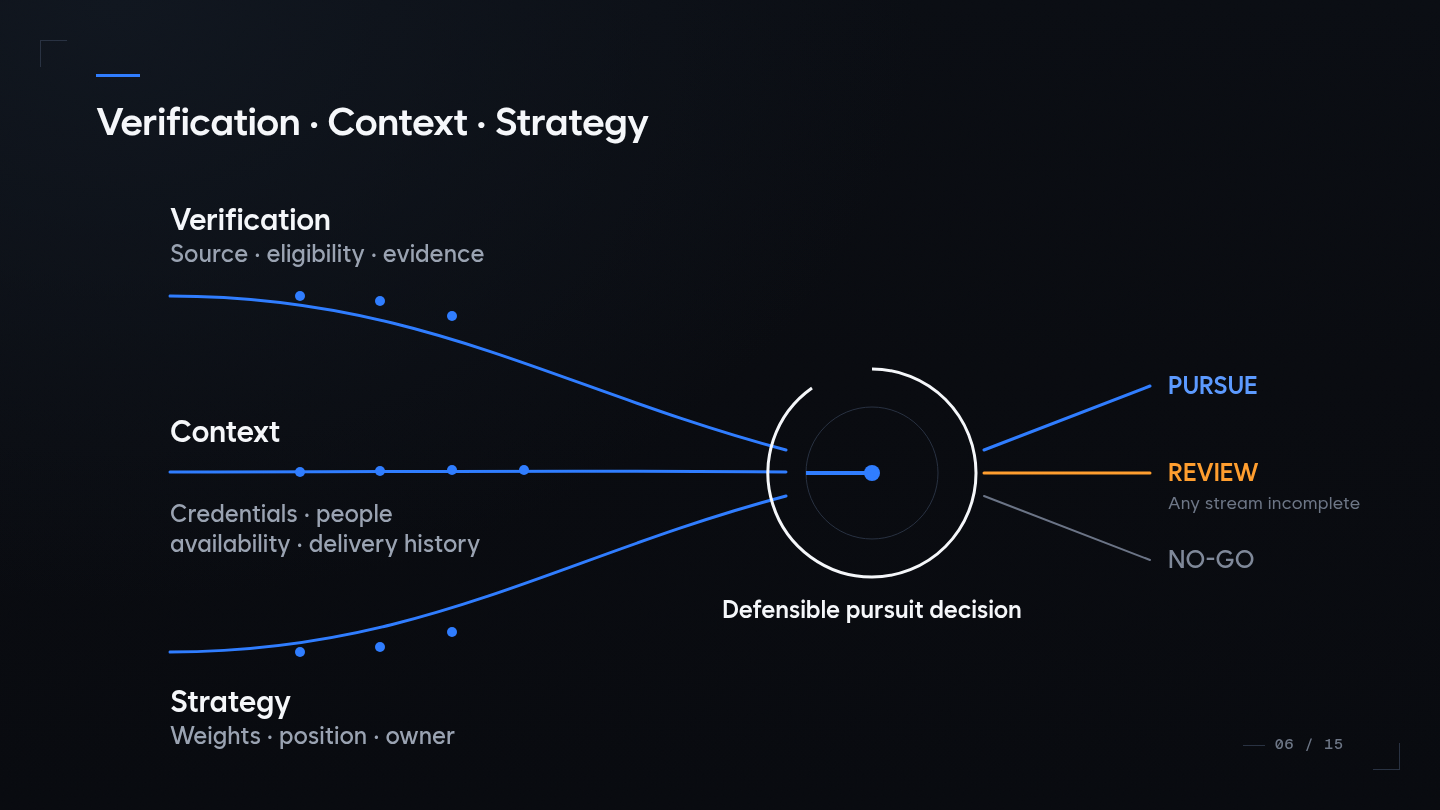 Verification · Context · Strategy
Verification
Source · eligibility · evidence
Context
Credentials · people
availability · delivery history
Strategy
Weights · position · owner
Defensible pursuit decision
PURSUE
REVIEW
Any stream incomplete
NO-GO
06 / 15